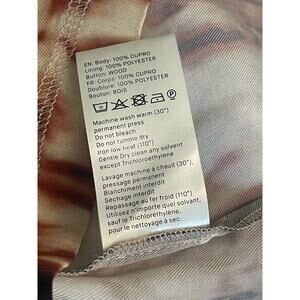 EN: Body: 100% CUPRO
Lining: 100% POLYESTER
Button: WOOD
FR: Corps: 100% CUPRO
Doublure: 100% POLYESTER
Bouton: BOIS
Machine wash warm (30°)
permanent press
Do not bleach
Do not tumble dry
Iron low heat (110°)
Gentle Dry clean any solvent
except Trichloroethylene
Lavage machine à chaud (30°),
pressage permanent
Blanchiment interdit
Séchage interdit
Repassage au fer froid (110°)
Utilisez n'importe quel solvant,
sauf le Trichloréthylène,
pour le nettoyage à sec.